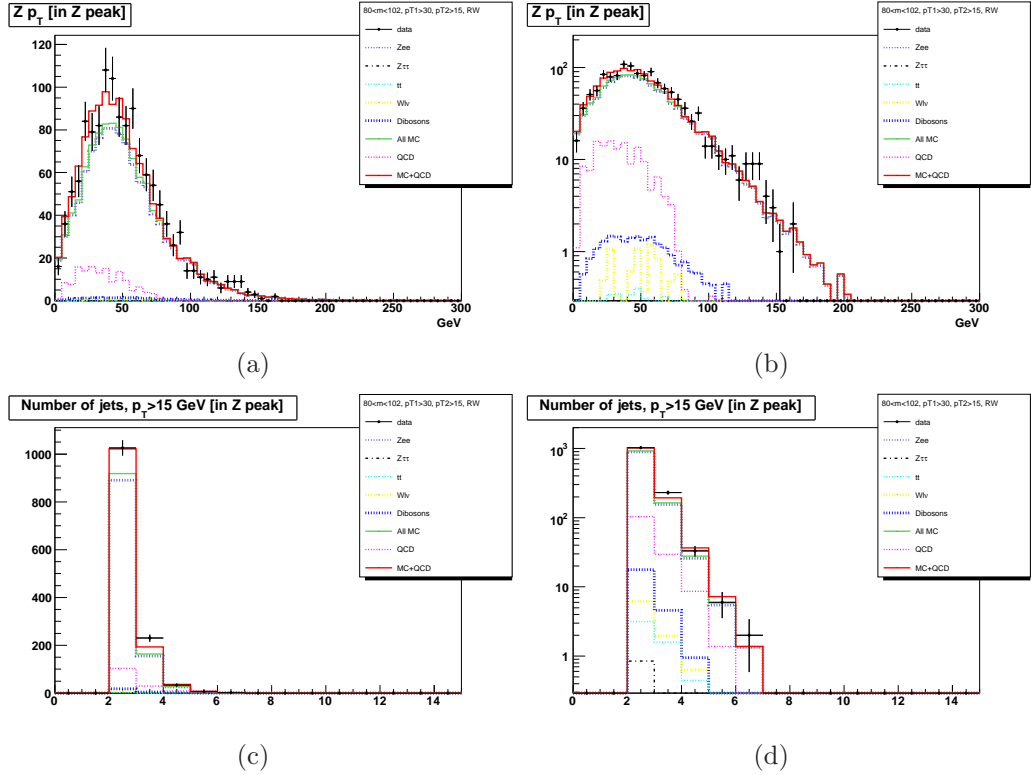 Z p_T [in Z peak]
80<m<102, pT1>30, pT2>15, RW
data
Zee
Zττ
tt
Wlν
Dibosons
All MC
QCD
MC+QCD
120
100
80
60
40
20
0
0 50 100 150 200 250 300
GeV
(a)
Z p_T [in Z peak]
80<m<102, pT1>30, pT2>15, RW
data
Zee
Zττ
tt
Wlν
Dibosons
All MC
QCD
MC+QCD
10^2
10
1
0 50 100 150 200 250 300
GeV
(b)
Number of jets, p_T>15 GeV [in Z peak]
80<m<102, pT1>30, pT2>15, RW
data
Zee
Zττ
tt
Wlν
Dibosons
All MC
QCD
MC+QCD
1000
800
600
400
200
0
0 2 4 6 8 10 12 14
(c)
Number of jets, p_T>15 GeV [in Z peak]
80<m<102, pT1>30, pT2>15, RW
data
Zee
Zττ
tt
Wlν
Dibosons
All MC
QCD
MC+QCD
10^3
10^2
10
1
0 2 4 6 8 10 12 14
(d)